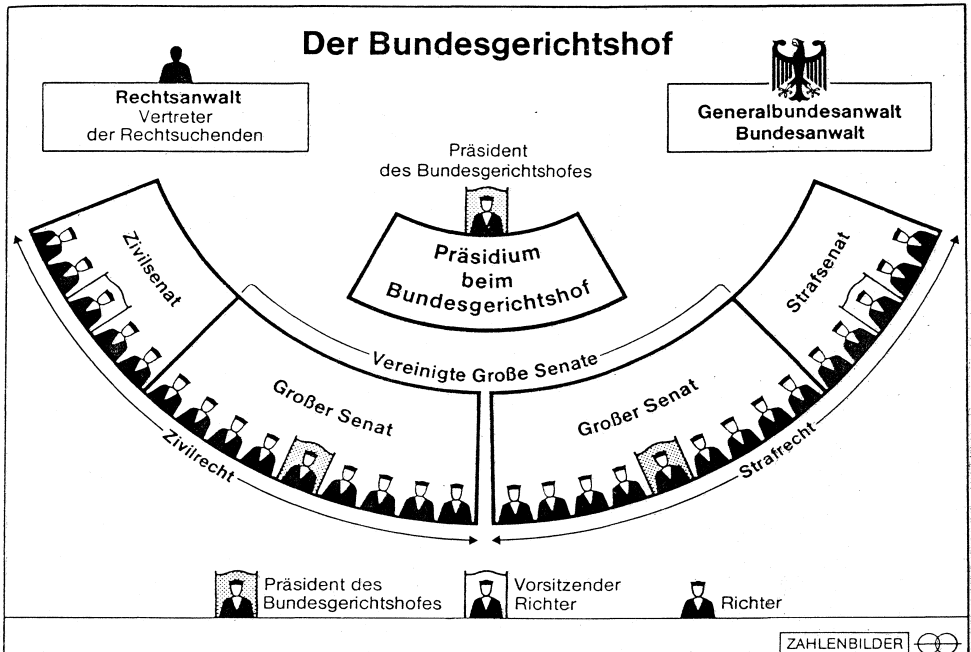 Der Bundesgerichtshof
Rechtsanwalt
Vertreter
der Rechtsuchenden
Generalbundesanwalt
Bundesanwalt
Präsident
des Bundesgerichtshofes
Präsidium
beim
Bundesgerichtshof
Zivilsenat
Strafsenat
Vereinigte Große Senate
Großer Senat
Großer Senat
Zivilrecht
Strafrecht
Präsident des
Bundesgerichtshofes
Vorsitzender
Richter
Richter
ZAHLENBILDER